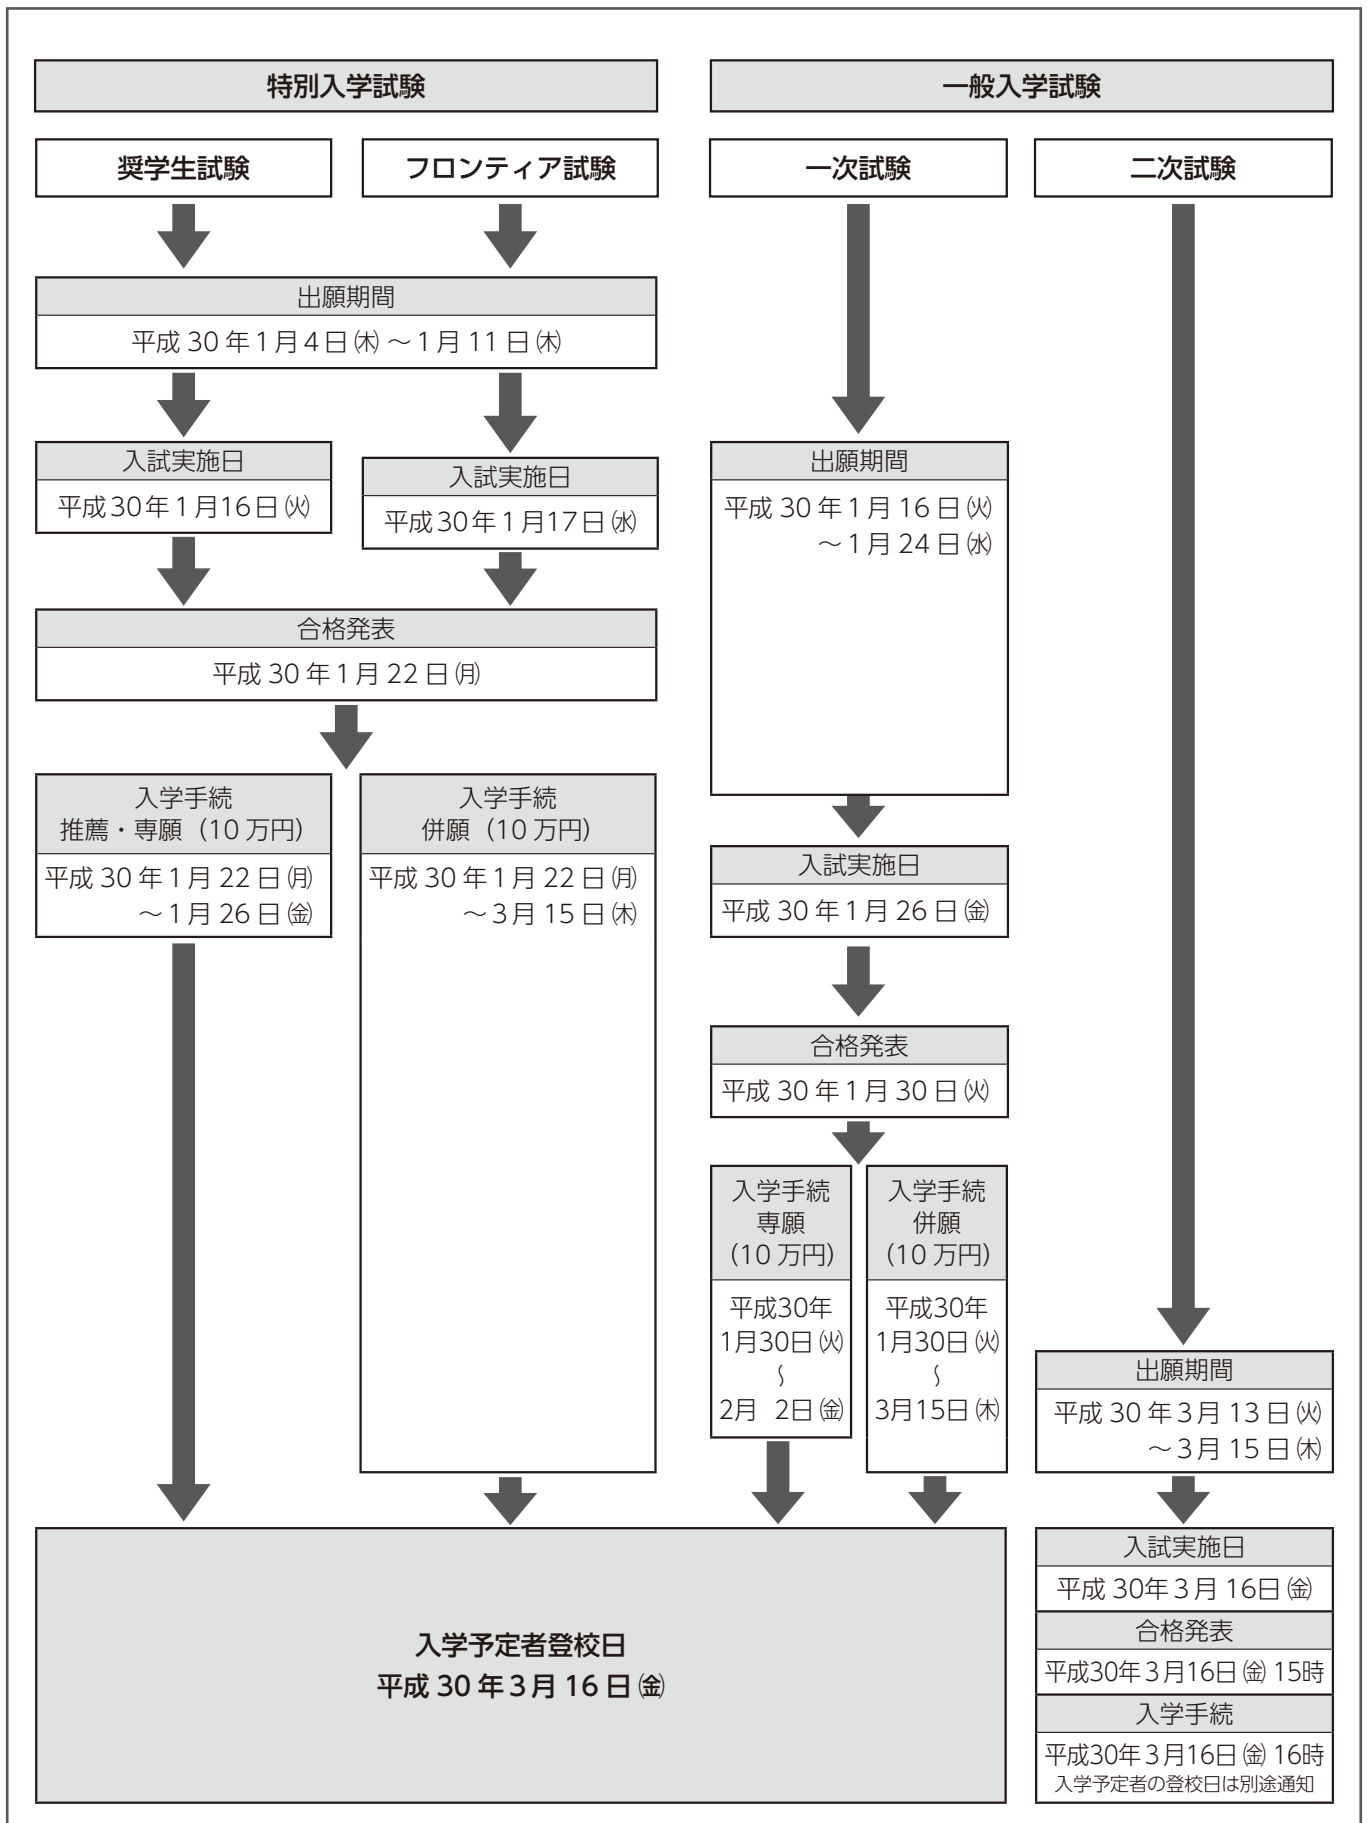 特別入学試験
奨学生試験
フロンティア試験
出願期間
平成 30 年 1 月 4 日㈭ ～ 1 月 11 日㈭
入試実施日
平成 30 年 1 月 16 日㈫
入試実施日
平成 30 年 1 月 17 日㈬
合格発表
平成 30 年 1 月 22 日㈪
入学手続
推薦・専願（10 万円）
平成 30 年 1 月 22 日㈪
～ 1 月 26 日㈮
入学手続
併願（10 万円）
平成 30 年 1 月 22 日㈪
～ 3 月 15 日㈭
一般入学試験
一次試験
出願期間
平成 30 年 1 月 16 日㈫
～ 1 月 24 日㈬
入試実施日
平成 30 年 1 月 26 日㈮
合格発表
平成 30 年 1 月 30 日㈫
入学手続
専願
（10 万円）
平成30年
1月30日㈫
～
2月 2日㈮
入学手続
併願
（10 万円）
平成30年
1月30日㈫
～
3月15日㈭
入学予定者登校日
平成 30 年 3 月 16 日㈮
二次試験
出願期間
平成 30 年 3 月 13 日㈫
～ 3 月 15 日㈭
入試実施日
平成 30年 3 月 16日㈮
合格発表
平成30年 3 月16日㈮ 15時
入学手続
平成30年 3 月16日㈮ 16時
入学予定者の登校日は別途通知